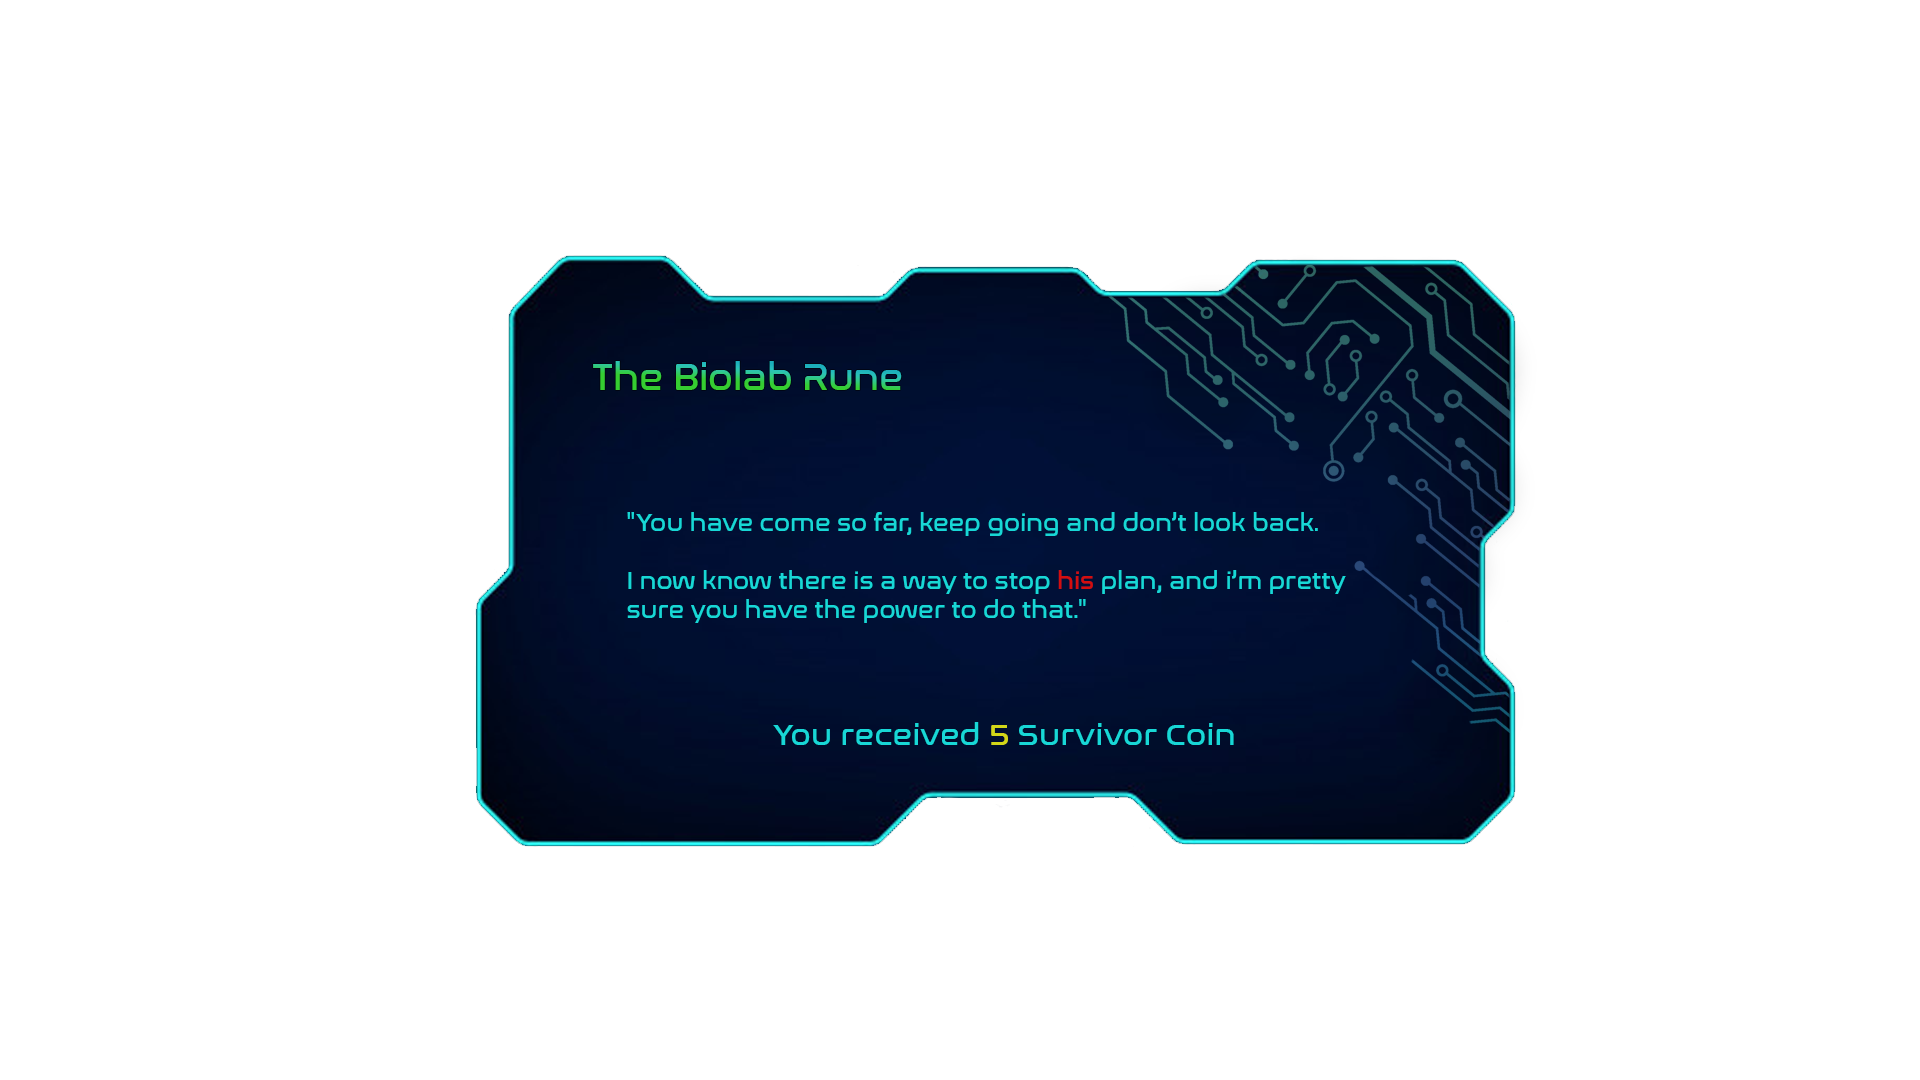 The Biolab Rune
"You have come so far, keep going and don't look back.
I now know there is a way to stop his plan, and i'm pretty
sure you have the power to do that."
You received 5 Survivor Coin